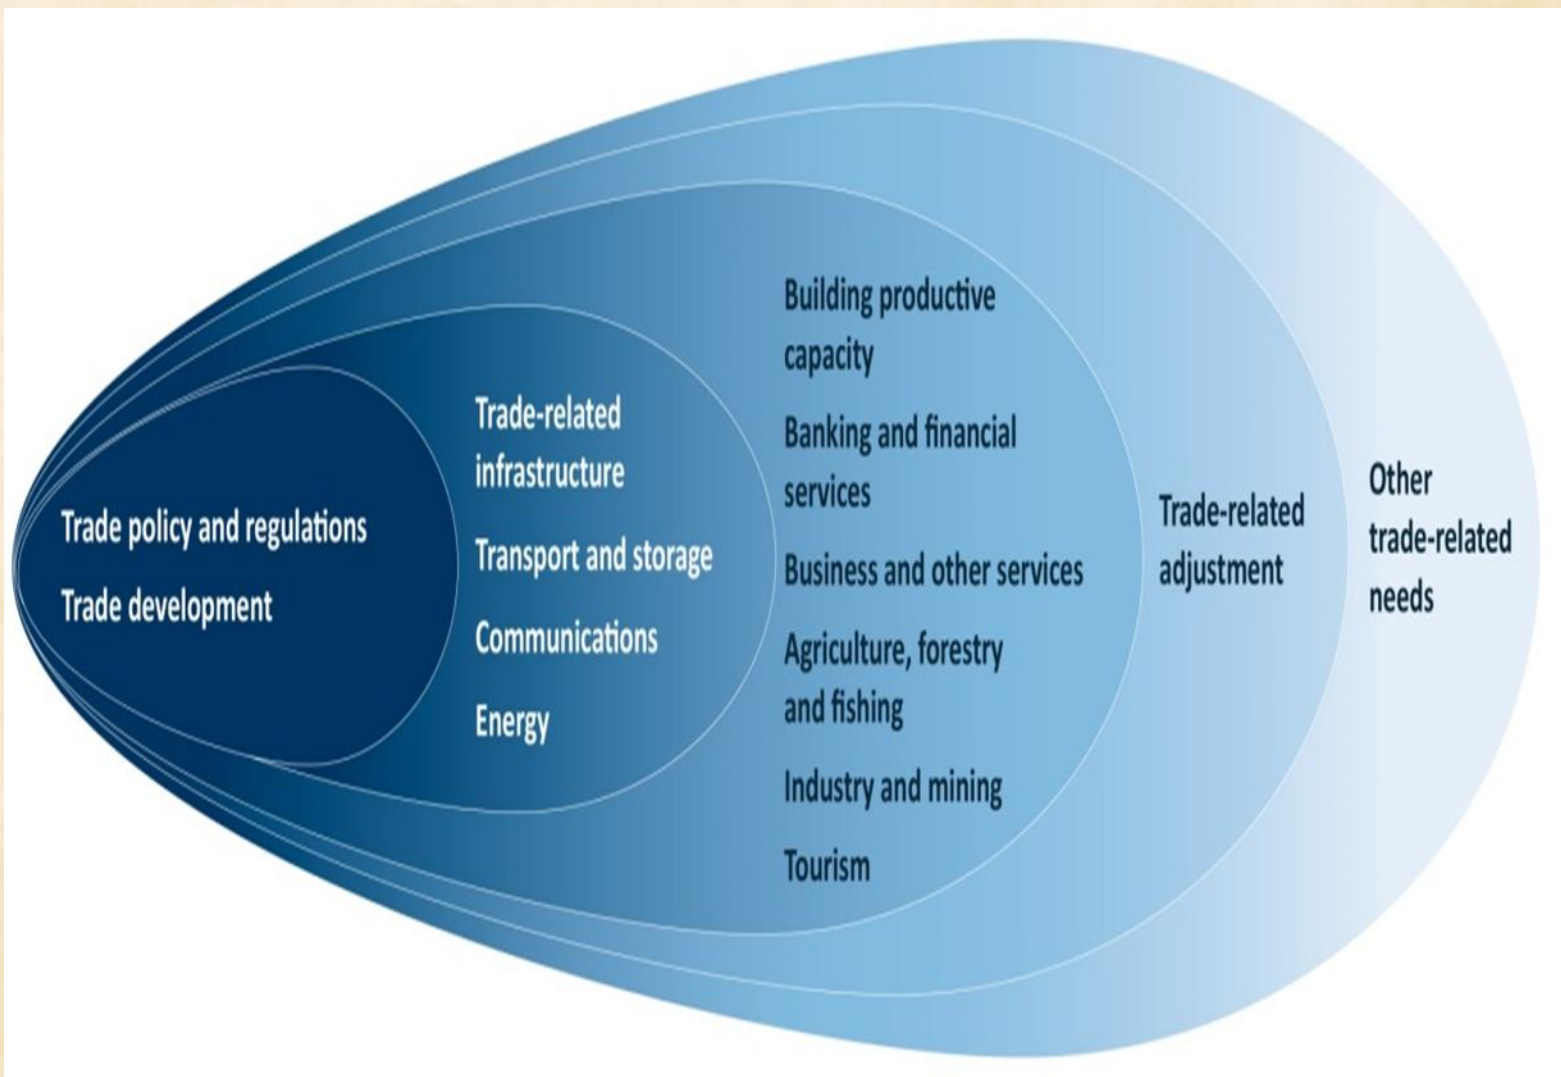 Trade policy and regulations
Trade development
Trade-related
infrastructure
Transport and storage
Communications
Energy
Building productive
capacity
Banking and financial
services
Business and other services
Agriculture, forestry
and fishing
Industry and mining
Tourism
Trade-related
adjustment
Other
trade-related
needs